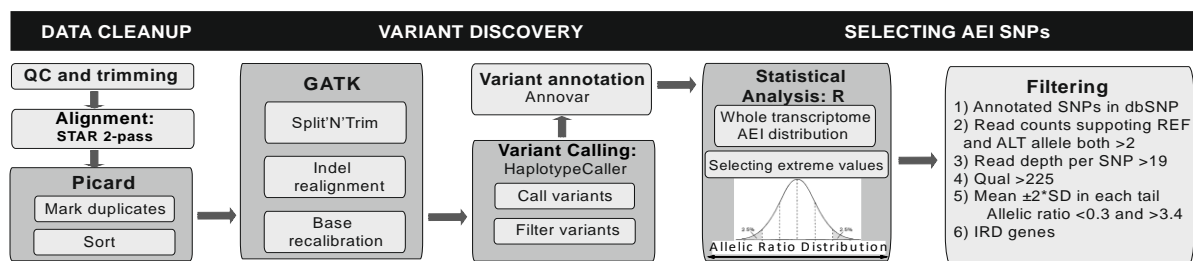 DATA CLEANUP
VARIANT DISCOVERY
SELECTING AEI SNPs
QC and trimming
Alignment:
STAR 2-pass
Picard
Mark duplicates
Sort
GATK
Split'N'Trim
Indel
realignment
Base
recalibration
Variant annotation
Annovar
Variant Calling:
HaplotypeCaller
Call variants
Filter variants
Statistical
Analysis: R
Whole transcriptome
AEI distribution
Selecting extreme values
2.5%
2.5%
Allelic Ratio Distribution
Filtering
1) Annotated SNPs in dbSNP
2) Read counts suppoting REF
and ALT allele both >2
3) Read depth per SNP >19
4) Qual >225
5) Mean ±2*SD in each tail
Allelic ratio <0.3 and >3.4
6) IRD genes